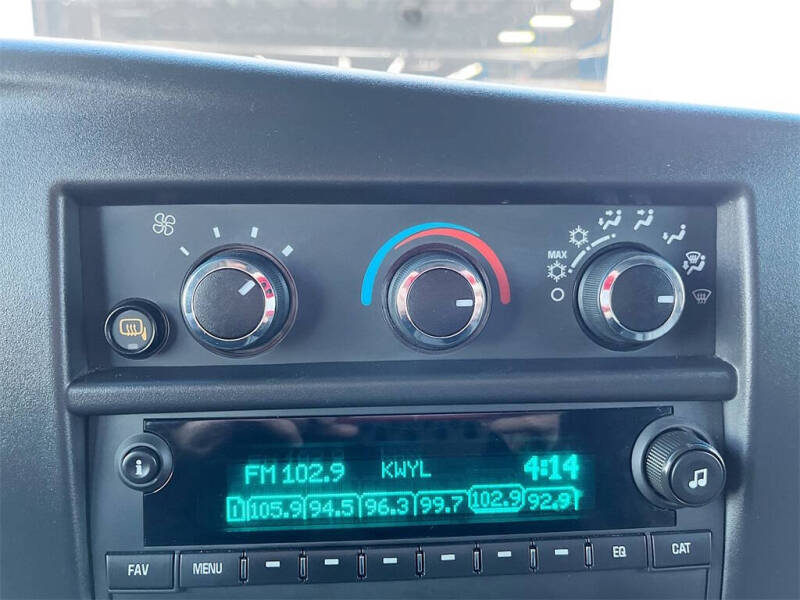 MAX
FM 102.9 KWYL 4:14
1 105.9 94.5 96.3 99.7 102.9 92.9
i
FAV MENU EQ CAT